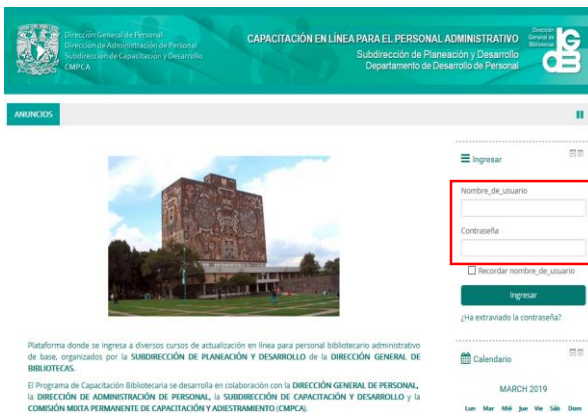 Dirección General de Personal
Dirección de Administración de Personal
Subdirección de Capacitación y Desarrollo
CMPCA
CAPACITACIÓN EN LÍNEA PARA EL PERSONAL ADMINISTRATIVO
Subdirección de Planeación y Desarrollo
Departamento de Desarrollo de Personal
Dirección
General de
Bibliotecas
DGB
ANUNCIOS
Ingresar
Nombre_de_usuario
Contraseña
Recordar nombre_de_usuario
Ingresar
¿Ha extraviado la contraseña?
Plataforma donde se ingresa a diversos cursos de actualización en línea para personal bibliotecario administrativo
de base, organizados por la SUBDIRECCIÓN DE PLANEACIÓN Y DESARROLLO de la DIRECCIÓN GENERAL DE
BIBLIOTECAS.
El Programa de Capacitación Bibliotecaria se desarrolla en colaboración con la DIRECCIÓN GENERAL DE PERSONAL,
la DIRECCIÓN DE ADMINISTRACIÓN DE PERSONAL, la SUBDIRECCIÓN DE CAPACITACIÓN Y DESARROLLO y la
COMISIÓN MIXTA PERMANENTE DE CAPACITACIÓN Y ADIESTRAMIENTO (CMPCA).
Calendario
MARCH 2019
Lun Mar Mié Jue Vie Sáb Dom